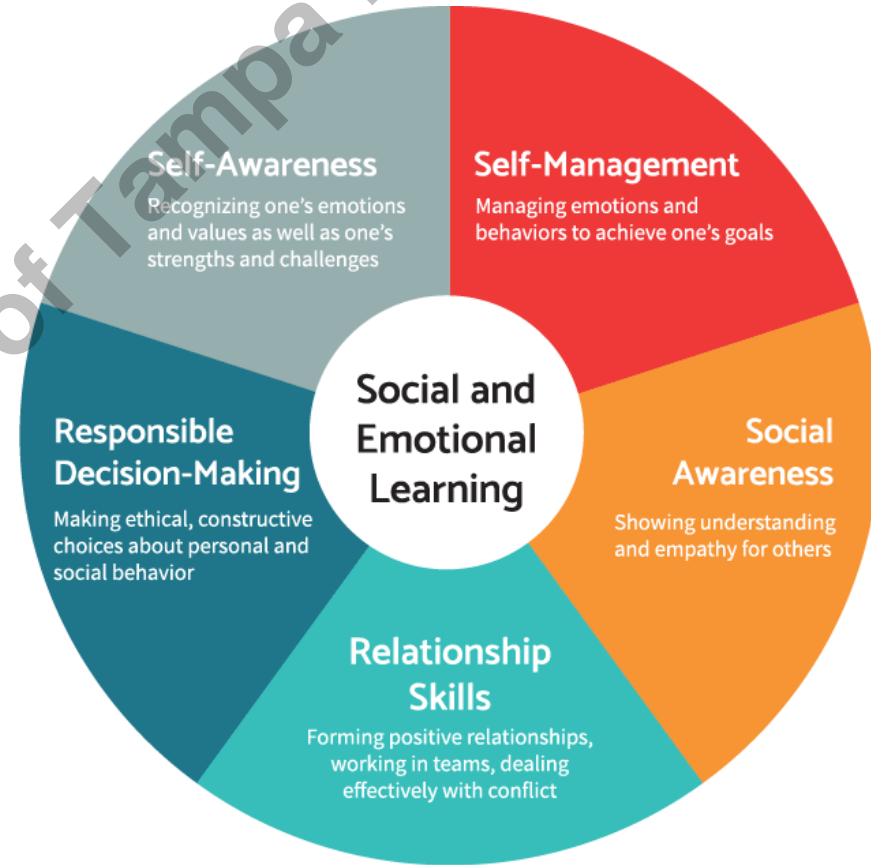 of Tampa
Self-Awareness
Recognizing one's emotions
and values as well as one's
strengths and challenges
Self-Management
Managing emotions and
behaviors to achieve one's goals
Social and
Emotional
Learning
Responsible
Decision-Making
Making ethical, constructive
choices about personal and
social behavior
Social
Awareness
Showing understanding
and empathy for others
Relationship
Skills
Forming positive relationships,
working in teams, dealing
effectively with conflict